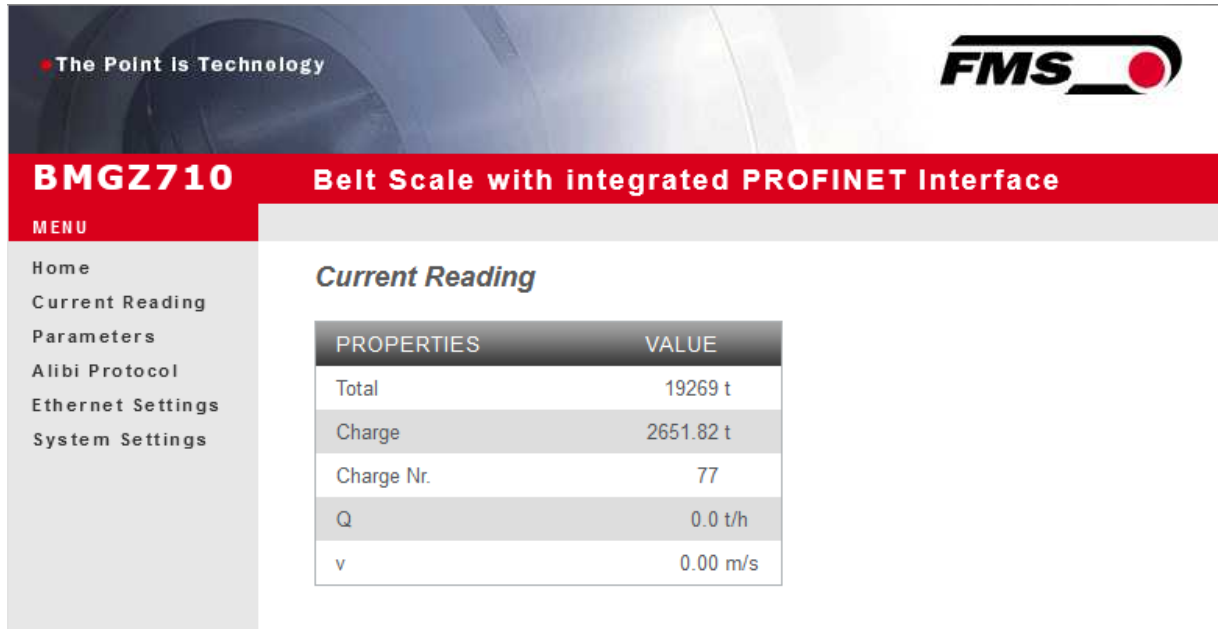 The Point is Technology
FMS
BMGZ710 Belt Scale with integrated PROFINET Interface
MENU
Home
Current Reading
Parameters
Alibi Protocol
Ethernet Settings
System Settings
Current Reading
PROPERTIES VALUE
Total 19269 t
Charge 2651.82 t
Charge Nr. 77
Q 0.0 t/h
v 0.00 m/s